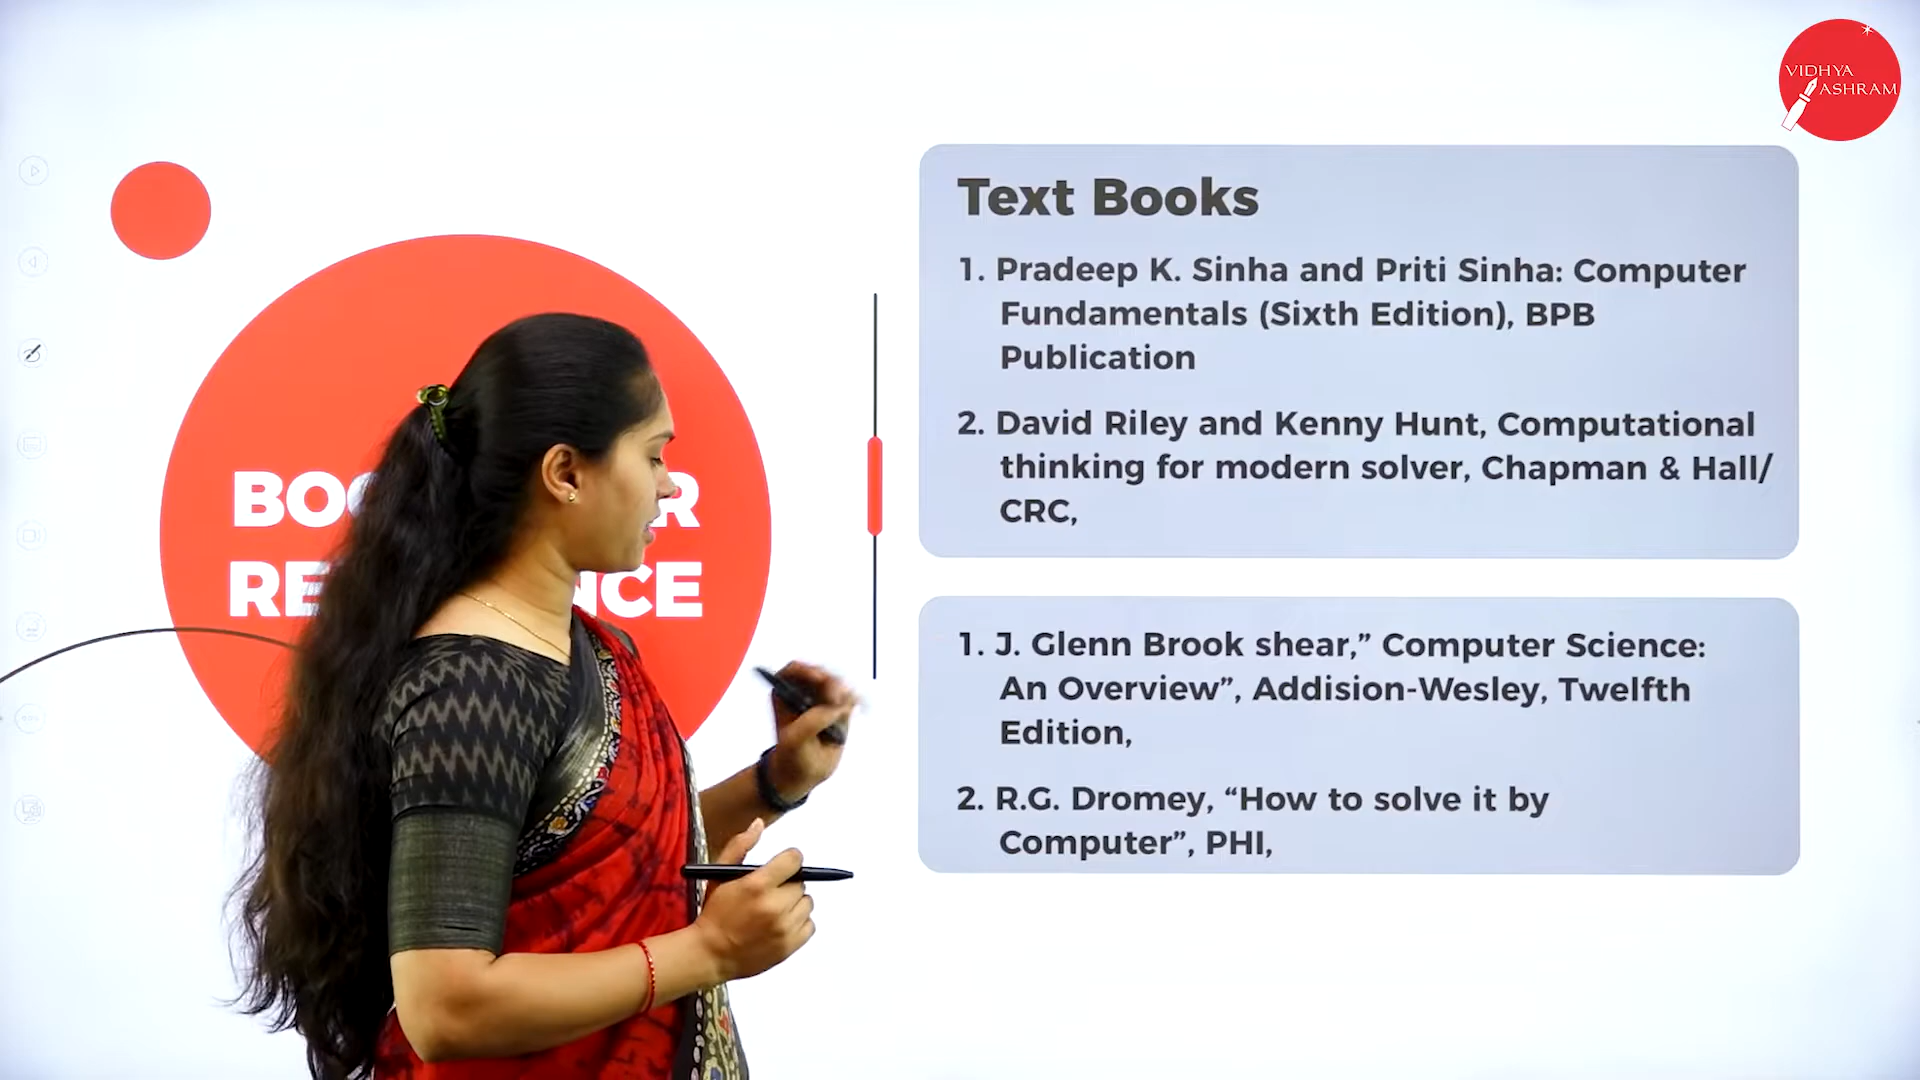 VIDHYA
ASHRAM
Text Books
1. Pradeep K. Sinha and Priti Sinha: Computer
Fundamentals (Sixth Edition), BPB
Publication
2. David Riley and Kenny Hunt, Computational
thinking for modern solver, Chapman & Hall/
CRC,
1. J. Glenn Brook shear,” Computer Science:
An Overview”, Addision-Wesley, Twelfth
Edition,
2. R.G. Dromey, “How to solve it by
Computer”, PHI,